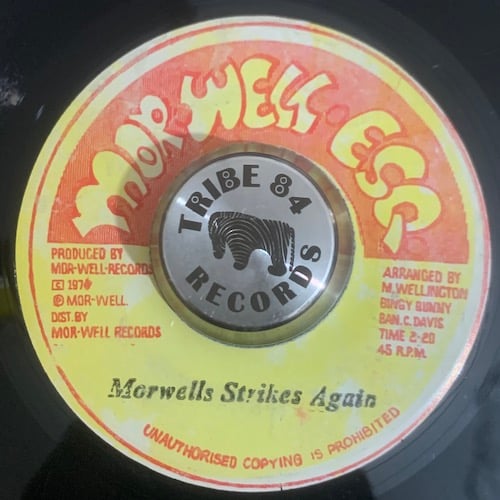 MOR-WELL-ESQ
TRIBE 84
RECORDS
PRODUCED BY
MOR-WELL-RECORDS
℗ MOR-WELL.
DIST. BY
MOR-WELL RECORDS
ARRANGED BY
M. WELLINGTON
BINGY BUNNY
BAN. C. DAVIS
TIME 2-20
45 R.P.M.
Morwells Strikes Again
UNAUTHORISED COPYING IS PROHIBITED